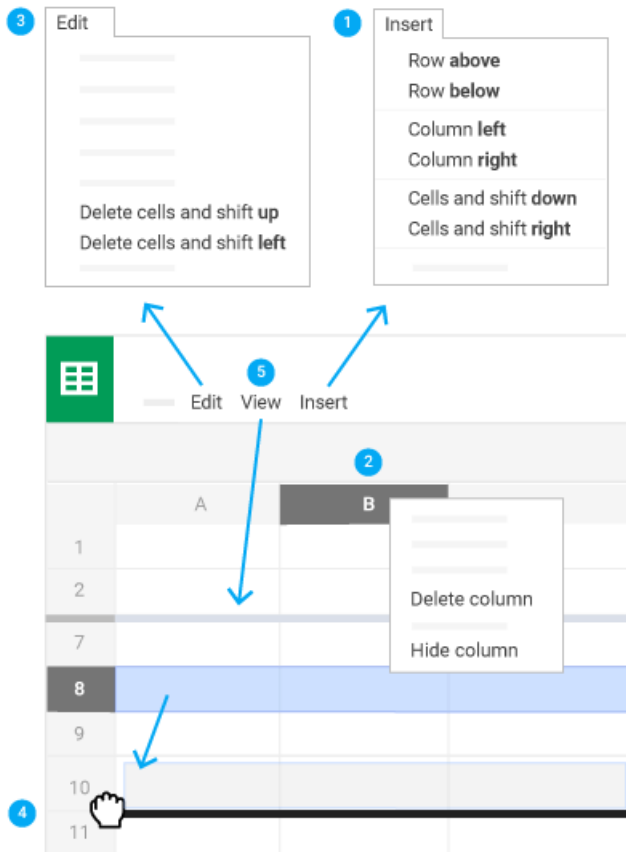 3 Edit
Delete cells and shift up
Delete cells and shift left
1 Insert
Row above
Row below
Column left
Column right
Cells and shift down
Cells and shift right
5
Edit View Insert
2
A B
1
2
Delete column
7
Hide column
8
9
10
4
11